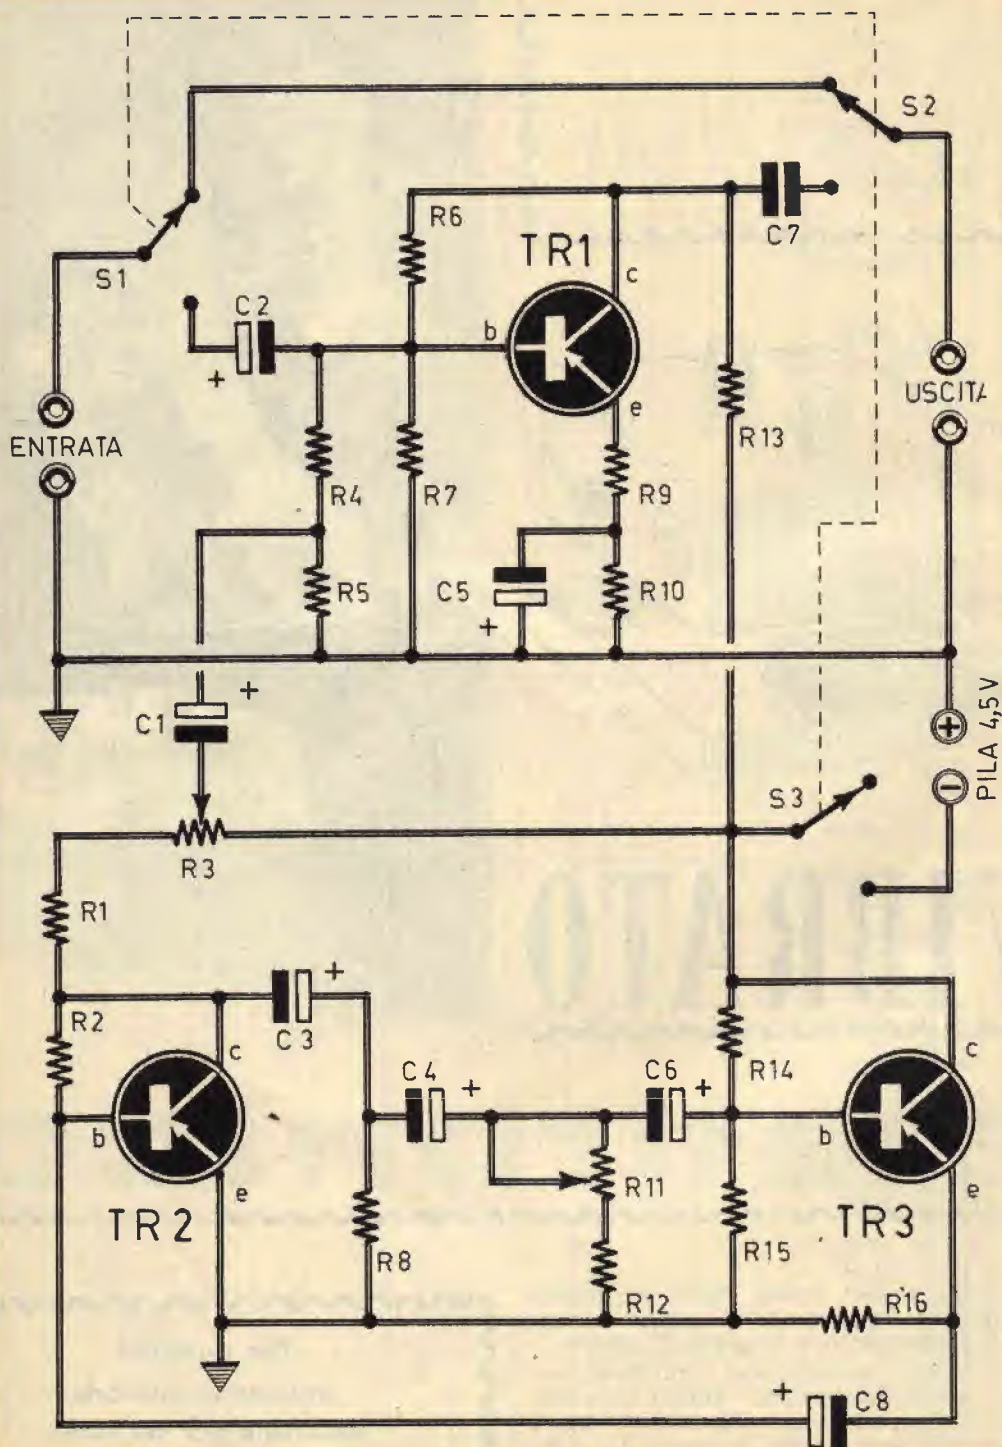 S2
R6
C7
TR1
S1
C2
c
b
+
e
USCITA
ENTRATA
R13
R4
R7
R9
R5
C5
R10
+
+
C1
+
PILA 4,5V
-
S3
R3
R1
R2
+
C3
c
b
e
TR2
C4
+
C6
+
R14
c
b
e
TR3
R11
R8
R15
R12
R16
+
C8